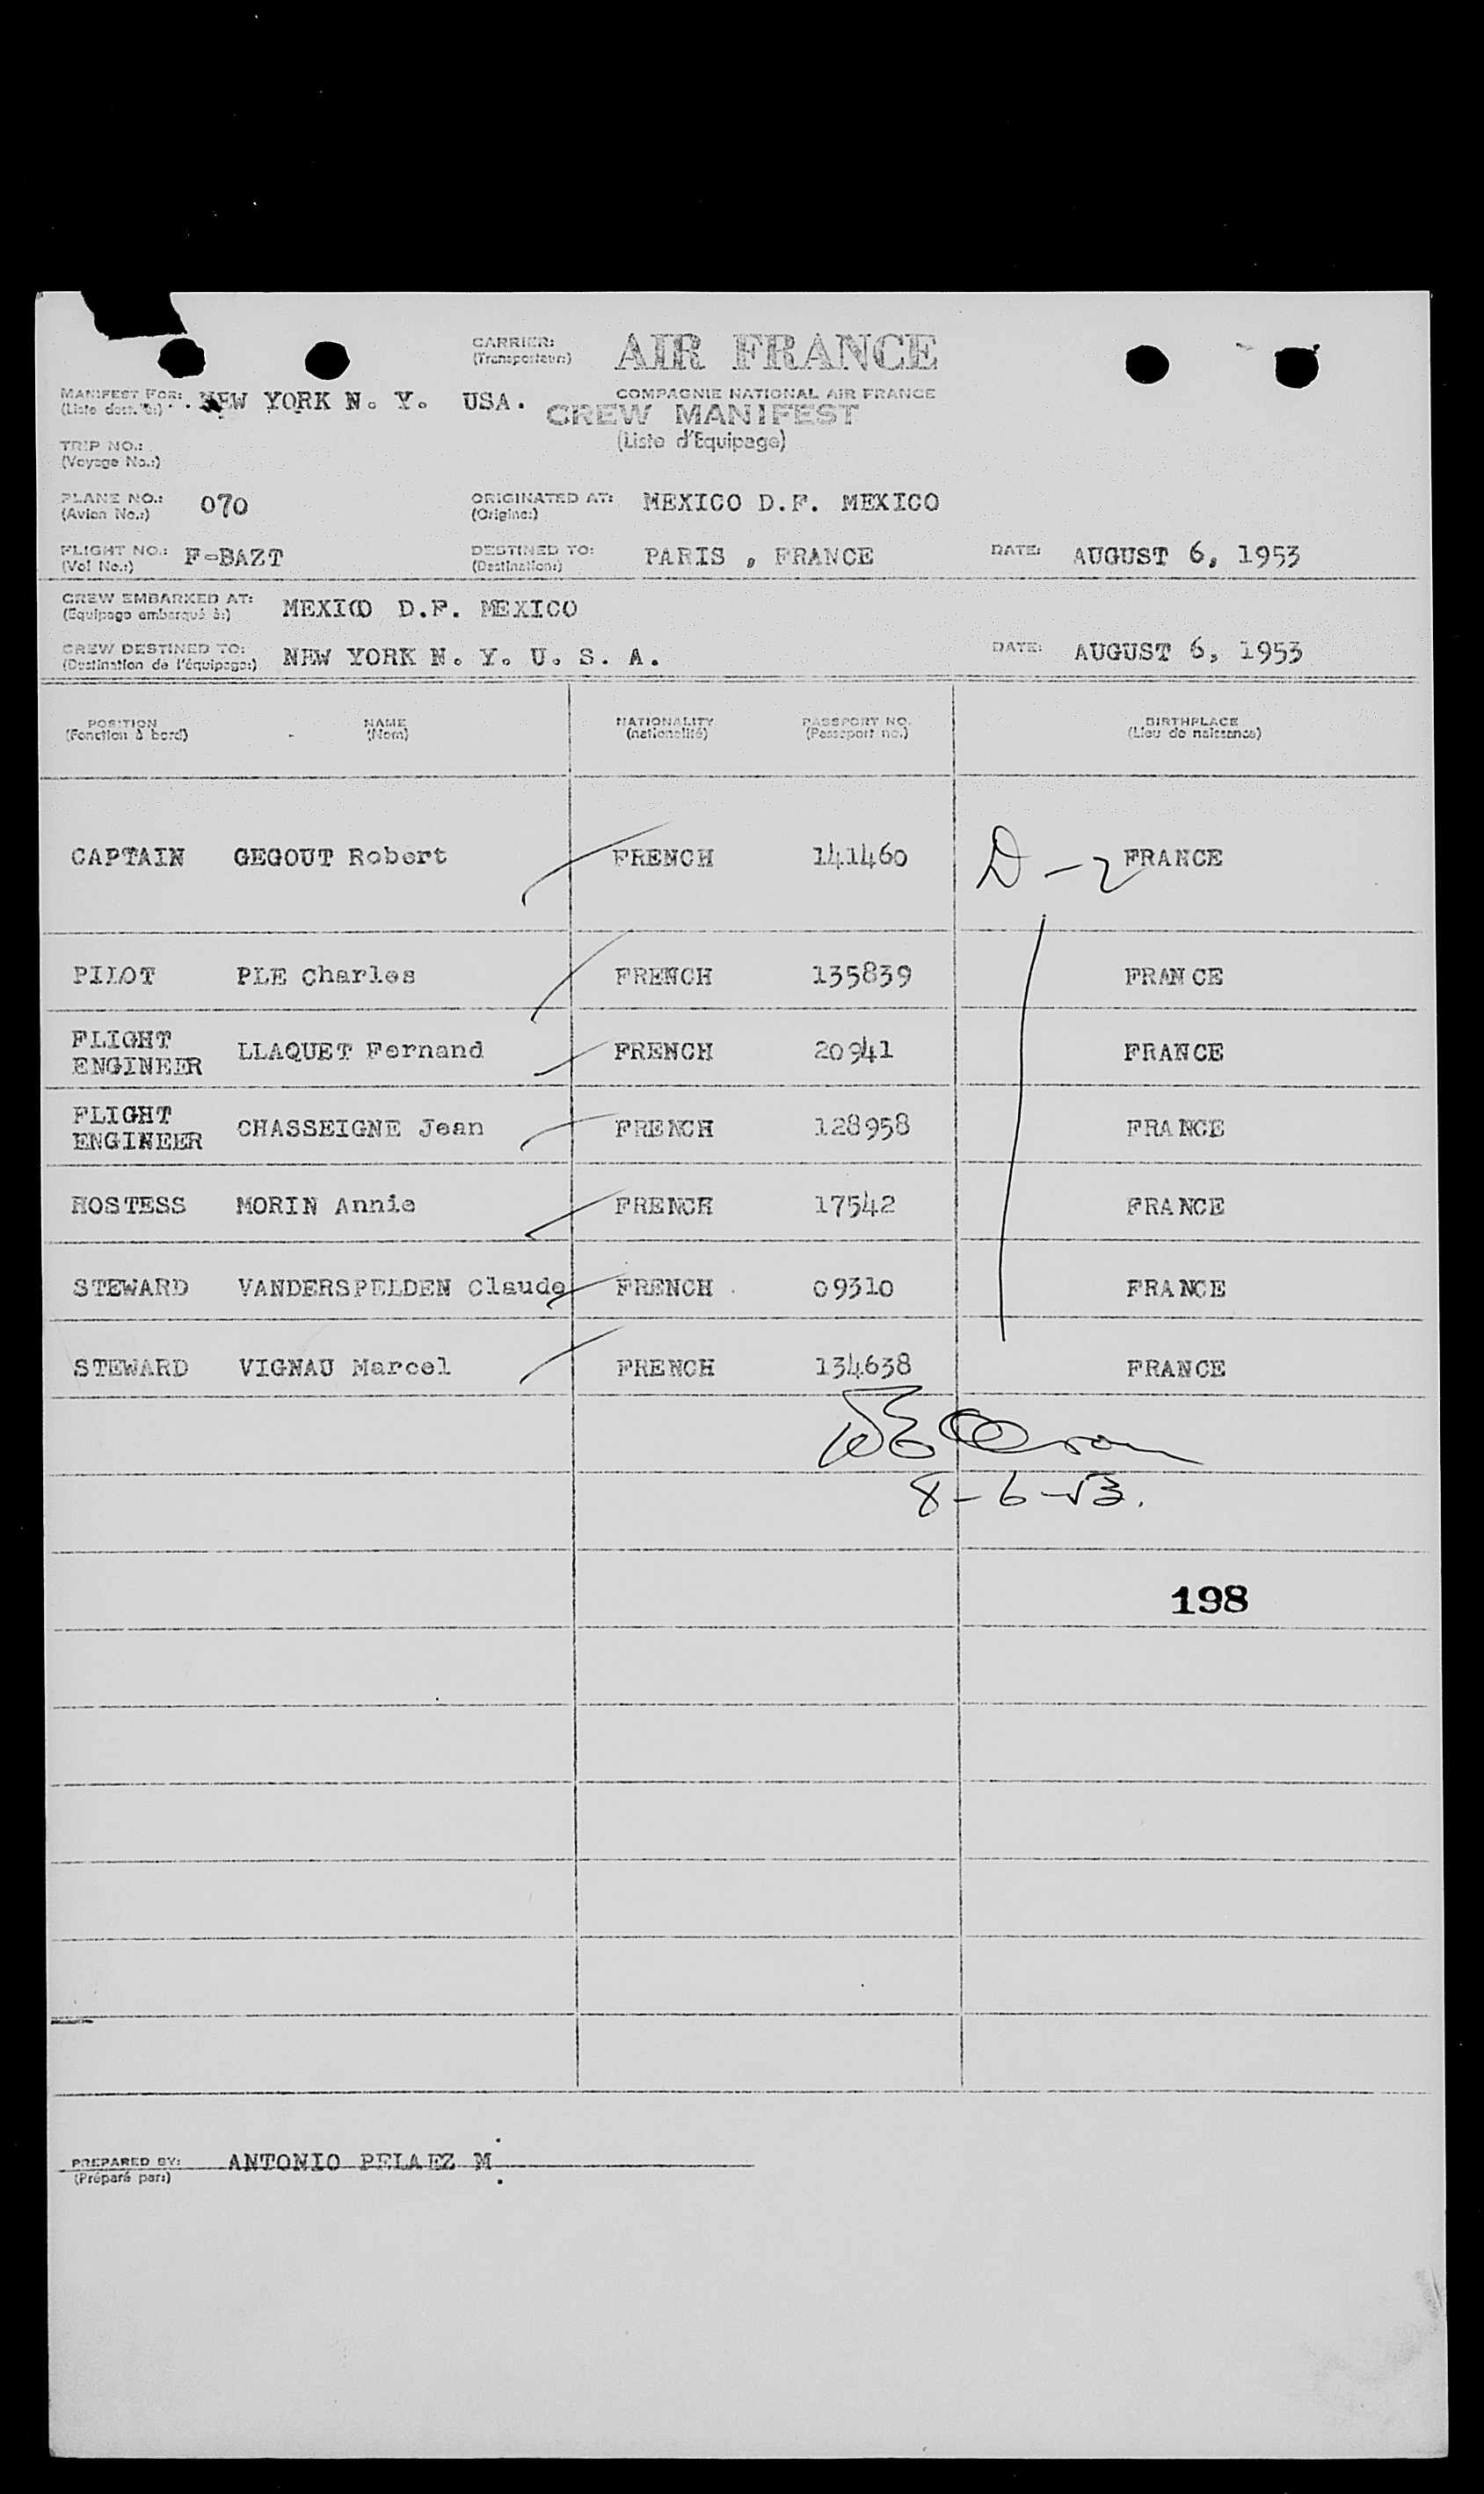 CARRIER: AIR FRANCE
(Transporteur:)
MANIFEST FOR: NEW YORK N. Y. USA. COMPAGNIE NATIONAL AIR FRANCE
(Liste dest. à:) CREW MANIFEST
(Liste d'Equipage)
TRIP NO.:
(Voyage No.:)
PLANE NO.: 070 ORIGINATED AT: MEXICO D.F. MEXICO
(Avion No.:) (Origine:)
FLIGHT NO.: F-BAZT DESTINED TO: PARIS , FRANCE DATE: AUGUST 6, 1953
(Vol No.:) (Destination:)
CREW EMBARKED AT: MEXICO D.F. MEXICO
(Equipage embarqué à:)
CREW DESTINED TO: NEW YORK N. Y. U. S. A. DATE: AUGUST 6, 1953
(Destination de l'équipage:)
POSITION NAME NATIONALITY PASSPORT NO. BIRTHPLACE
(Fonction à bord) (Nom) (nationalité) (Passeport no.) (Lieu de naissance)
CAPTAIN GEGOUT Robert FRENCH 141460 D-2 FRANCE
PILOT PLE Charles FRENCH 135839 FRANCE
FLIGHT
ENGINEER LLAQUET Fernand FRENCH 20941 FRANCE
FLIGHT
ENGINEER CHASSEIGNE Jean FRENCH 128958 FRANCE
HOSTESS MORIN Annie FRENCH 17542 FRANCE
STEWARD VANDERSPELDEN Claude FRENCH 09310 FRANCE
STEWARD VIGNAU Marcel FRENCH 134638 FRANCE
8-6-53.
198
PREPARED BY: ANTONIO PELAEZ M.
(Préparé par:)